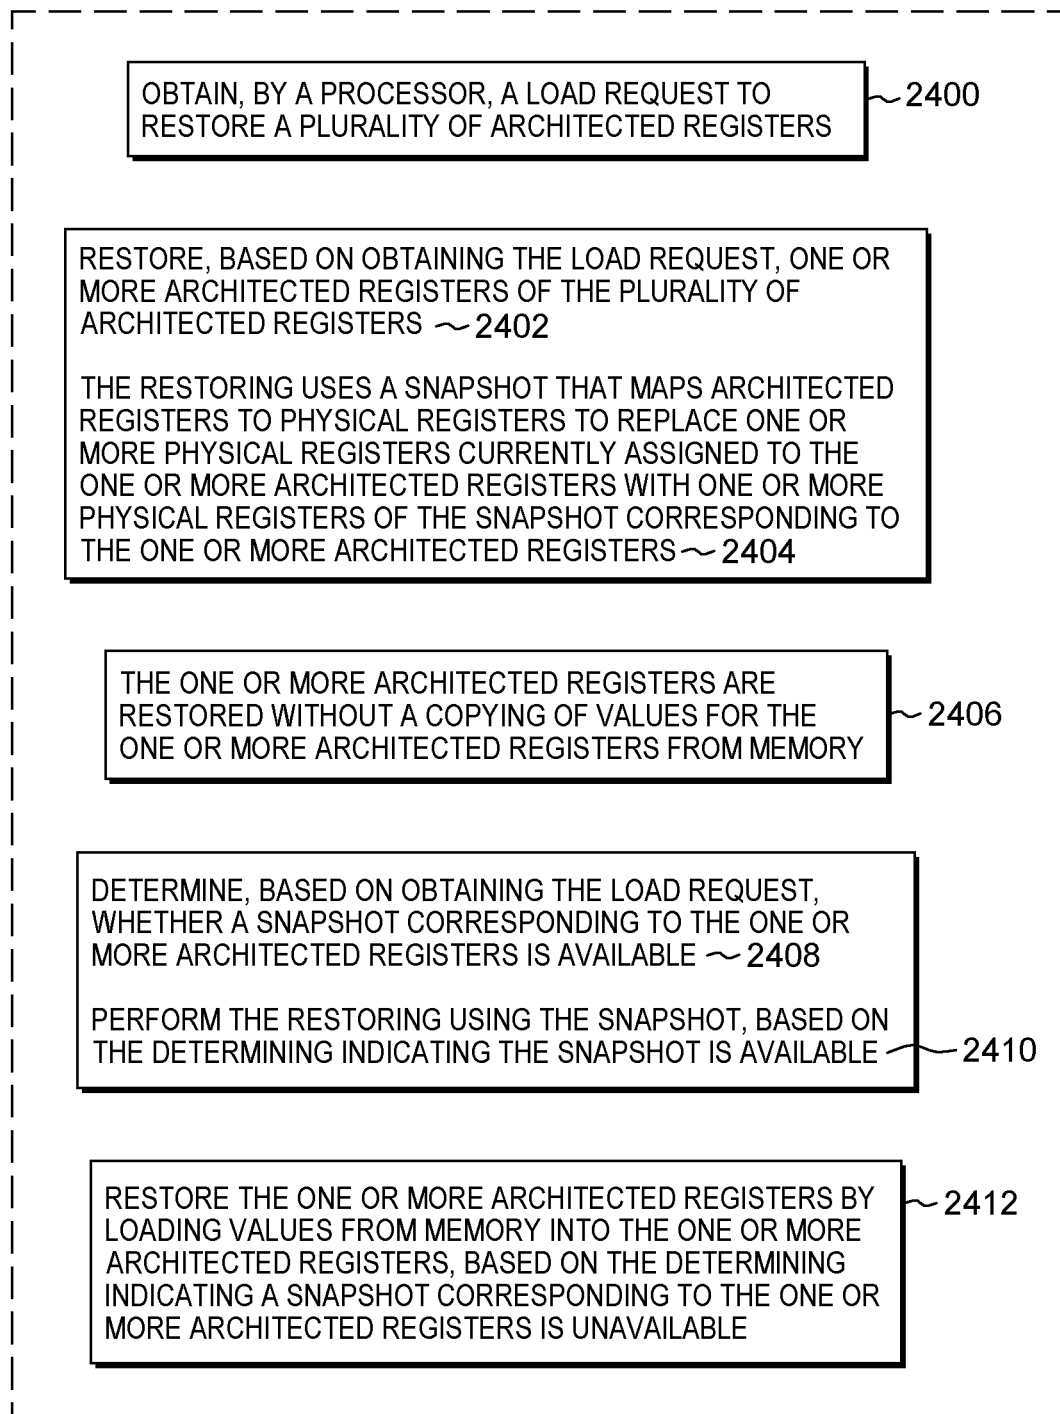 OBTAIN, BY A PROCESSOR, A LOAD REQUEST TO
RESTORE A PLURALITY OF ARCHITECTED REGISTERS
2400
RESTORE, BASED ON OBTAINING THE LOAD REQUEST, ONE OR
MORE ARCHITECTED REGISTERS OF THE PLURALITY OF
ARCHITECTED REGISTERS 2402
THE RESTORING USES A SNAPSHOT THAT MAPS ARCHITECTED
REGISTERS TO PHYSICAL REGISTERS TO REPLACE ONE OR
MORE PHYSICAL REGISTERS CURRENTLY ASSIGNED TO THE
ONE OR MORE ARCHITECTED REGISTERS WITH ONE OR MORE
PHYSICAL REGISTERS OF THE SNAPSHOT CORRESPONDING TO
THE ONE OR MORE ARCHITECTED REGISTERS 2404
THE ONE OR MORE ARCHITECTED REGISTERS ARE
RESTORED WITHOUT A COPYING OF VALUES FOR THE
ONE OR MORE ARCHITECTED REGISTERS FROM MEMORY
2406
DETERMINE, BASED ON OBTAINING THE LOAD REQUEST,
WHETHER A SNAPSHOT CORRESPONDING TO THE ONE OR
MORE ARCHITECTED REGISTERS IS AVAILABLE 2408
PERFORM THE RESTORING USING THE SNAPSHOT, BASED ON
THE DETERMINING INDICATING THE SNAPSHOT IS AVAILABLE 2410
RESTORE THE ONE OR MORE ARCHITECTED REGISTERS BY
LOADING VALUES FROM MEMORY INTO THE ONE OR MORE
ARCHITECTED REGISTERS, BASED ON THE DETERMINING
INDICATING A SNAPSHOT CORRESPONDING TO THE ONE OR
MORE ARCHITECTED REGISTERS IS UNAVAILABLE
2412